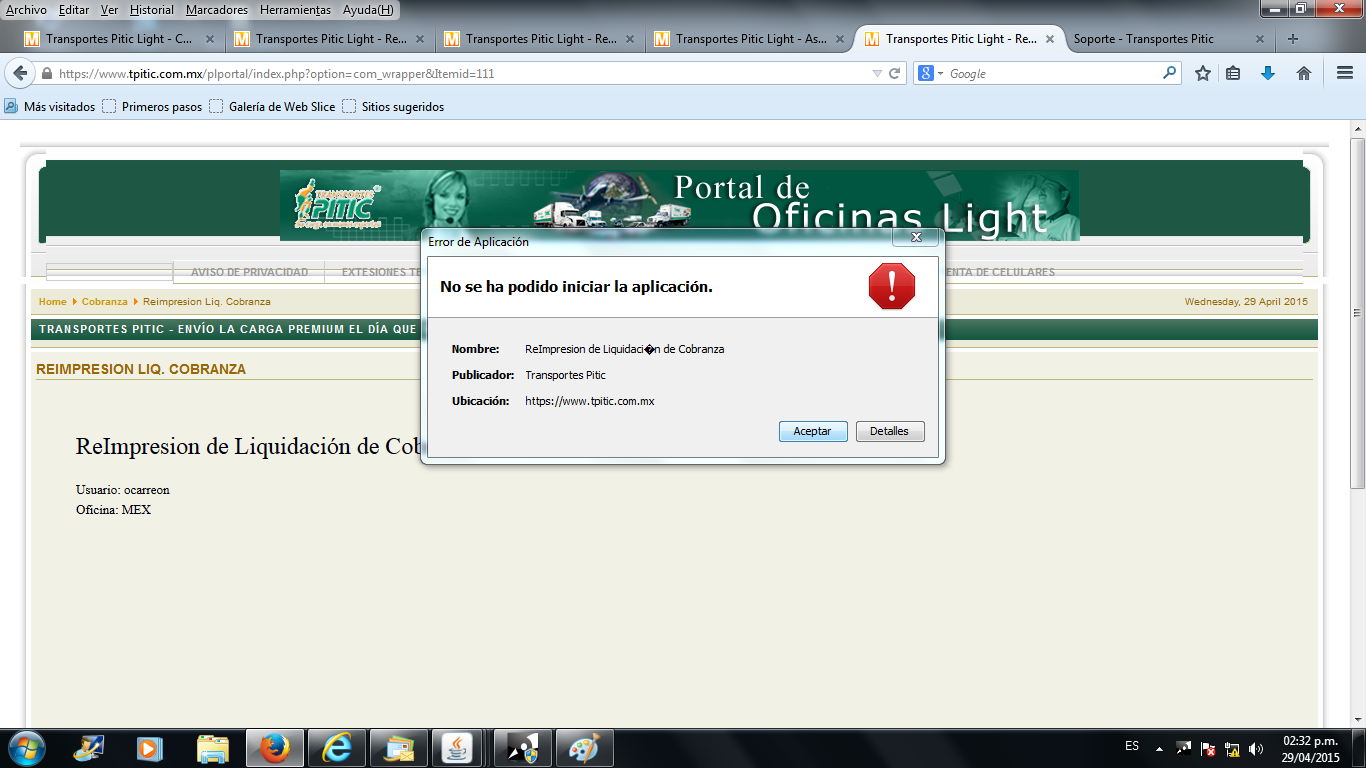 Archivo Editar Ver Historial Marcadores Herramientas Ayuda(H)
Transportes Pitic Light - C... Transportes Pitic Light - Re... Transportes Pitic Light - Re... Transportes Pitic Light - As... Transportes Pitic Light - Re... Soporte - Transportes Pitic
https://www.tpitic.com.mx/plportal/index.php?option=com_wrapper&Itemid=111 Google
Más visitados Primeros pasos Galería de Web Slice Sitios sugeridos
TRANSPORTES
PITIC
Portal de
Oficinas Light
Error de Aplicación
AVISO DE PRIVACIDAD EXTESIONES TE ENTA DE CELULARES
No se ha podido iniciar la aplicación.
Home Cobranza Reimpresion Liq. Cobranza Wednesday, 29 April 2015
TRANSPORTES PITIC - ENVÍO LA CARGA PREMIUM EL DÍA QUE
Nombre: ReImpresion de Liquidaci�n de Cobranza
REIMPRESION LIQ. COBRANZA
Publicador: Transportes Pitic
Ubicación: https://www.tpitic.com.mx
Aceptar Detalles
ReImpresion de Liquidación de Cob
Usuario: ocarreon
Oficina: MEX
ES 02:32 p.m.
29/04/2015